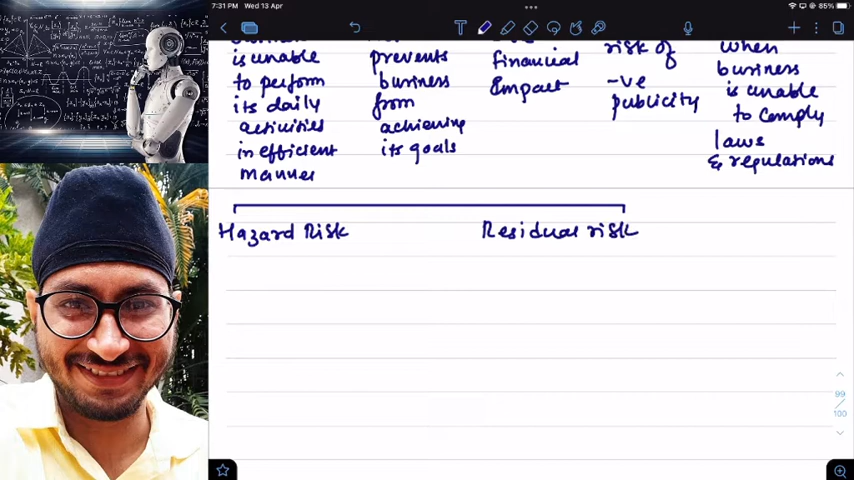 7:31 PM Wed 13 Apr
85%
is unable
to perform
its daily
activities
in efficient
manner
prevents
business
from
achieving
its goals
financial
Impact
risk of
-ve
publicity
when
business
is unable
to comply
laws
& regulations
Hazard Risk
Residual risk
99
100